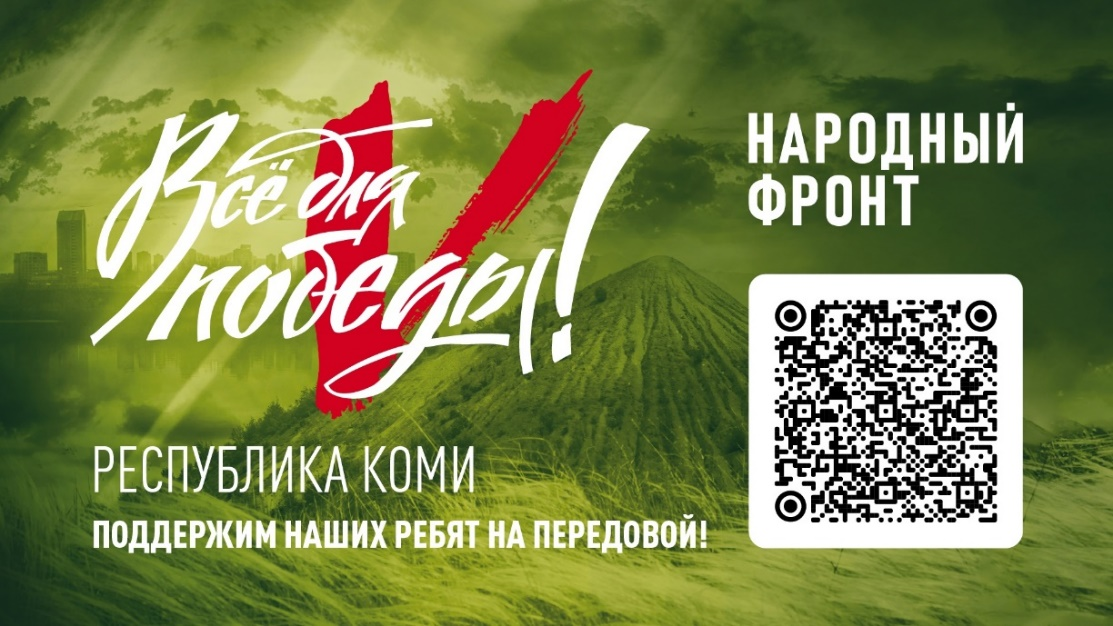 Всё для
победы!
НАРОДНЫЙ
ФРОНТ
РЕСПУБЛИКА КОМИ
ПОДДЕРЖИМ НАШИХ РЕБЯТ НА ПЕРЕДОВОЙ!